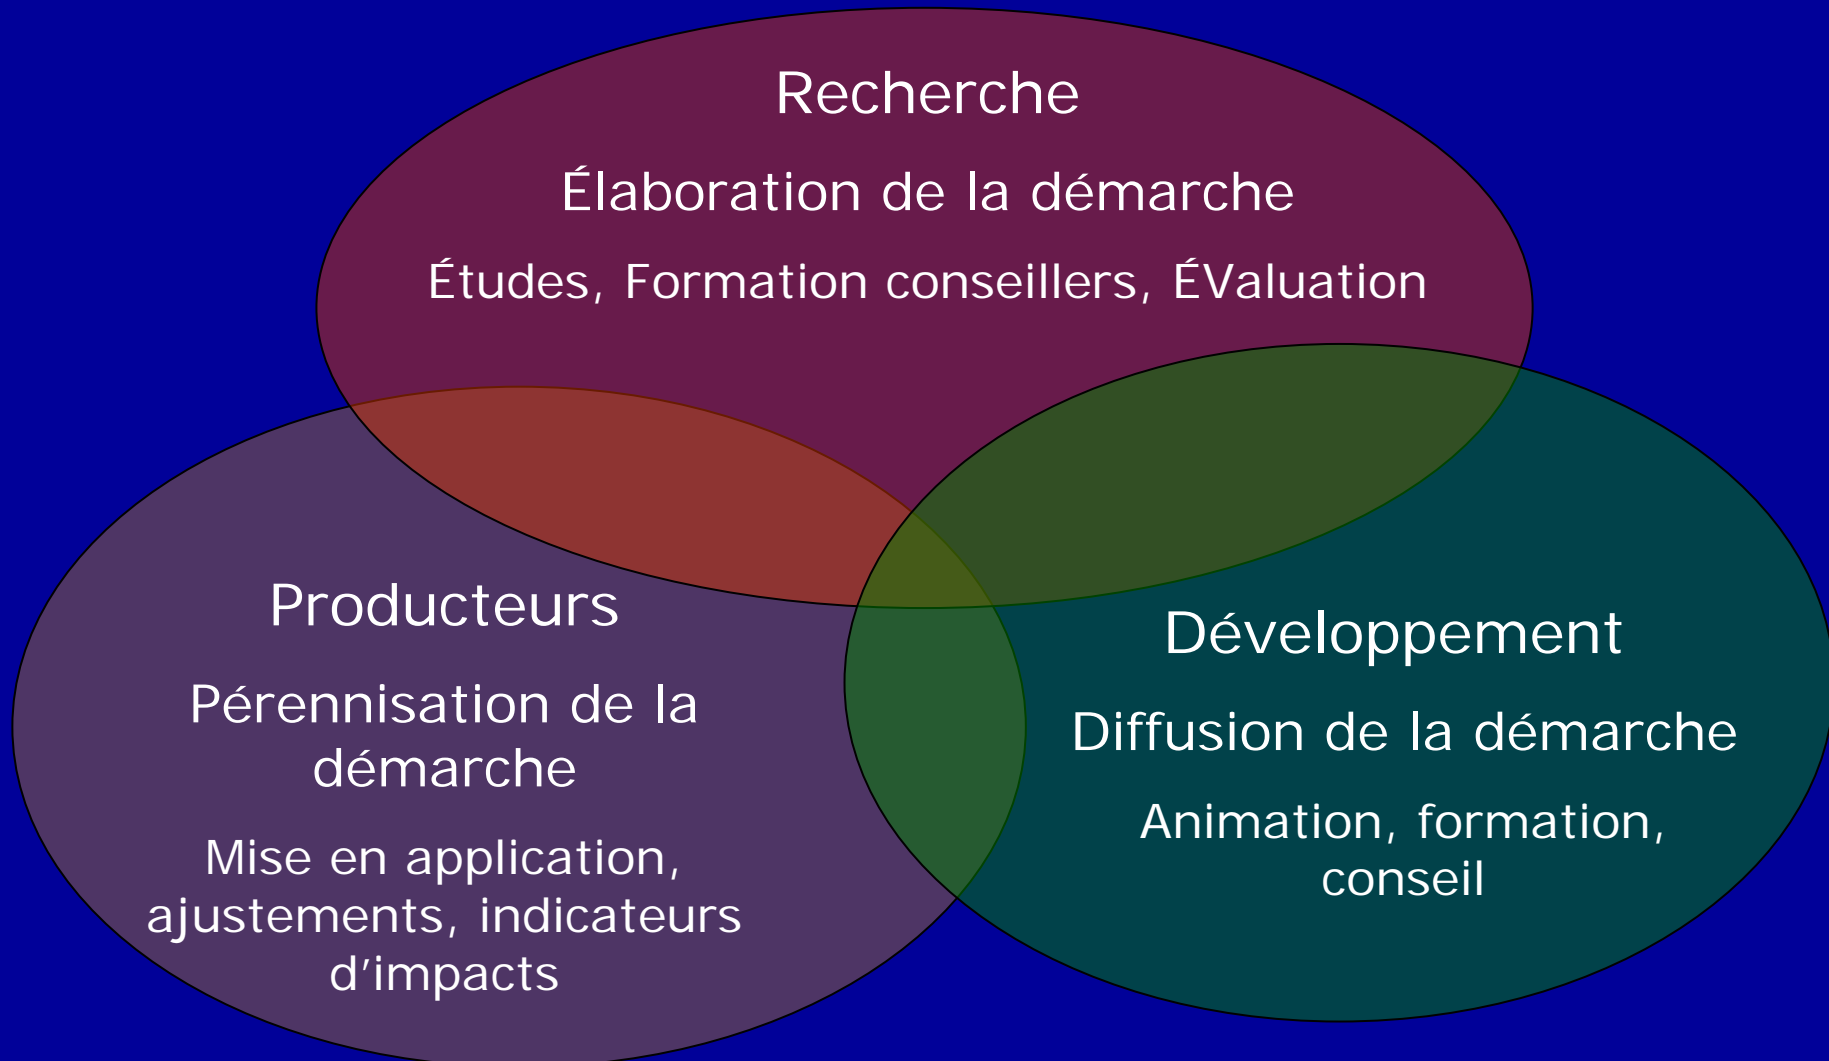 Recherche
Élaboration de la démarche
Études, Formation conseillers, ÉValuation
Producteurs
Pérennisation de la
démarche
Mise en application,
ajustements, indicateurs
d’impacts
Développement
Diffusion de la démarche
Animation, formation,
conseil